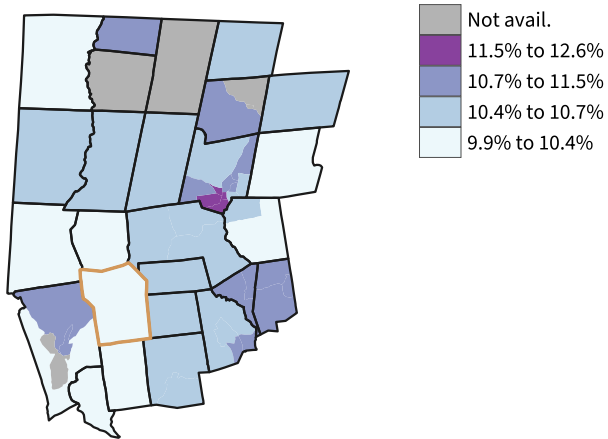 Not avail.
11.5% to 12.6%
10.7% to 11.5%
10.4% to 10.7%
9.9% to 10.4%